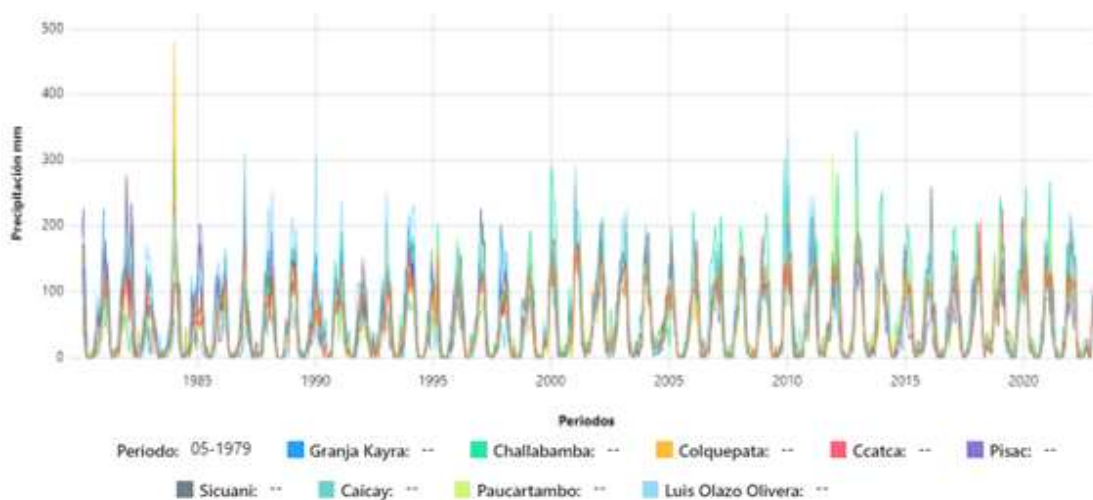 500
400
300
200
100
0
Precipitación mm
1985 1990 1995 2000 2005 2010 2015 2020
Periodos
Periodo: 05-1979 Granja Kayra: -- Challabamba: -- Colquepata: -- Ccatca: -- Pisac: --
Sicuani: -- Caicay: -- Paucartambo: -- Luis Olazo Olivera: --